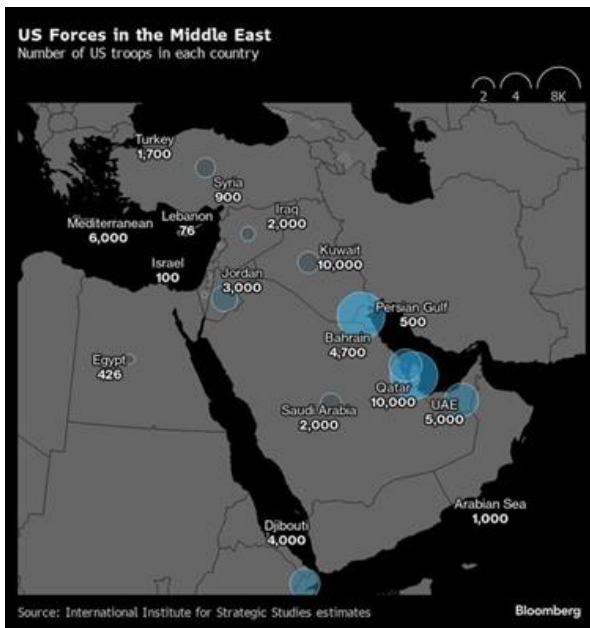 US Forces in the Middle East
Number of US troops in each country
2 4 8K
Turkey
1,700
Syria
900
Mediterranean
6,000
Lebanon
76
Iraq
2,000
Israel
100
Kuwait
10,000
Jordan
3,000
Persian Gulf
500
Bahrain
4,700
Egypt
426
Qatar
10,000
UAE
5,000
Saudi Arabia
2,000
Arabian Sea
1,000
Djibouti
4,000
Source: International Institute for Strategic Studies estimates
Bloomberg